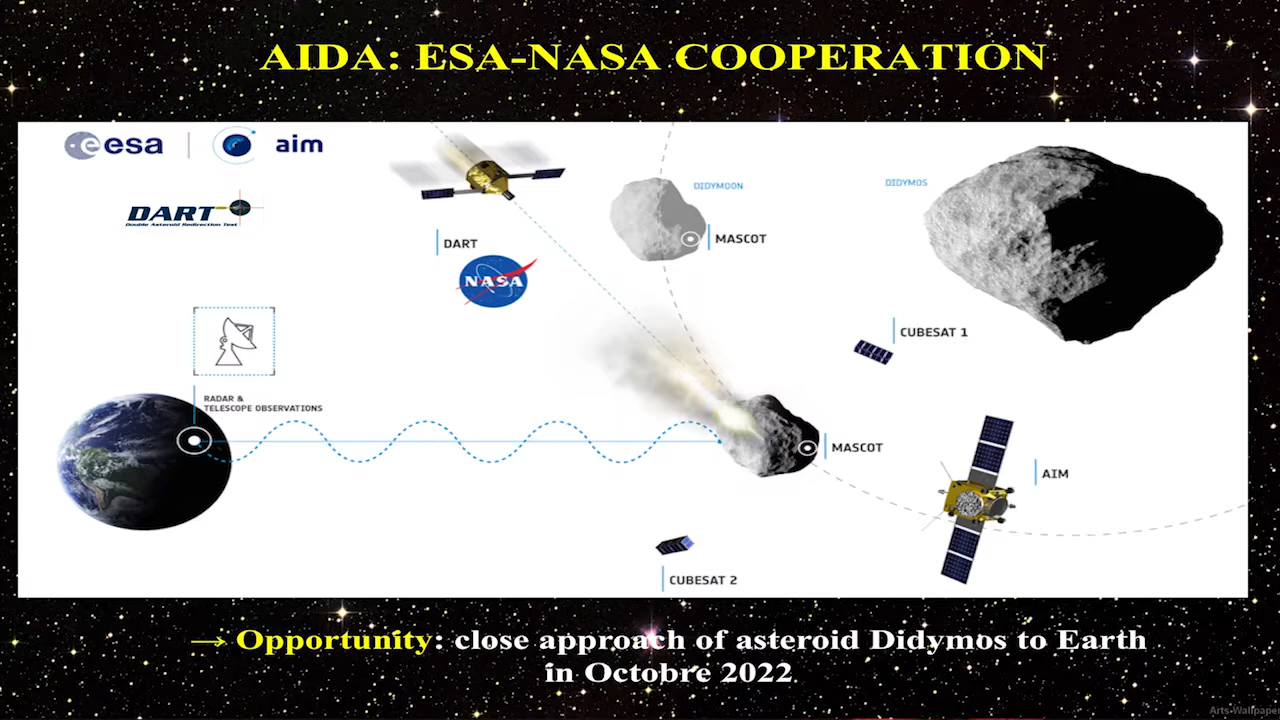 AIDA: ESA-NASA COOPERATION
esa
aim
DART
Double Asteroid Redirection Test
DIDYMOON
DIDYMOS
MASCOT
DART
NASA
CUBESAT 1
RADAR &
TELESCOPE OBSERVATIONS
MASCOT
AIM
CUBESAT 2
→ Opportunity: close approach of asteroid Didymos to Earth
in Octobre 2022
Arts-Wallpaper